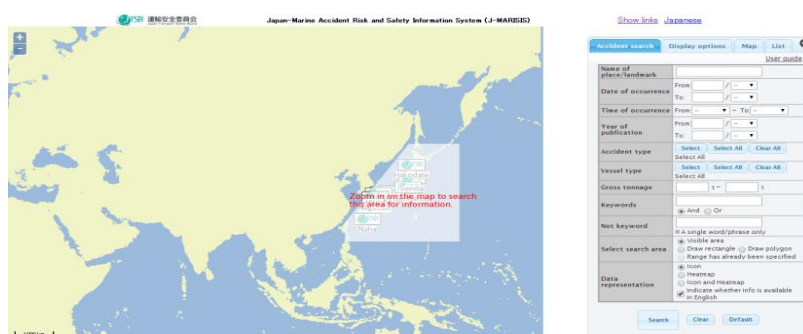 JTSB 運輸安全委員会
Japan-Marine Accident Risk and Safety Information System (J-MARISIS)
Show links Japanese
+
−
Hakodate
Sendai
Zoom in on the map to search
this area for information.
Naha
Accident search Display options Map List
User guide
Name of
place/landmark
Date of occurrence From: / --
To: / --
Time of occurrence From: -- ~ To: --
Year of
publication From: / --
To: / --
Accident type Select Select All Clear All
Select All
Vessel type Select Select All Clear All
Select All
Gross tonnage t ~ t
Keywords
And Or
Not keyword
※A single word/phrase only
Select search area Visible area
Draw rectangle Draw polygon
Range has already been specified
Data
representation Icon
Heatmap
Icon and Heatmap
Indicate whether info is available
in English
Search Clear Default